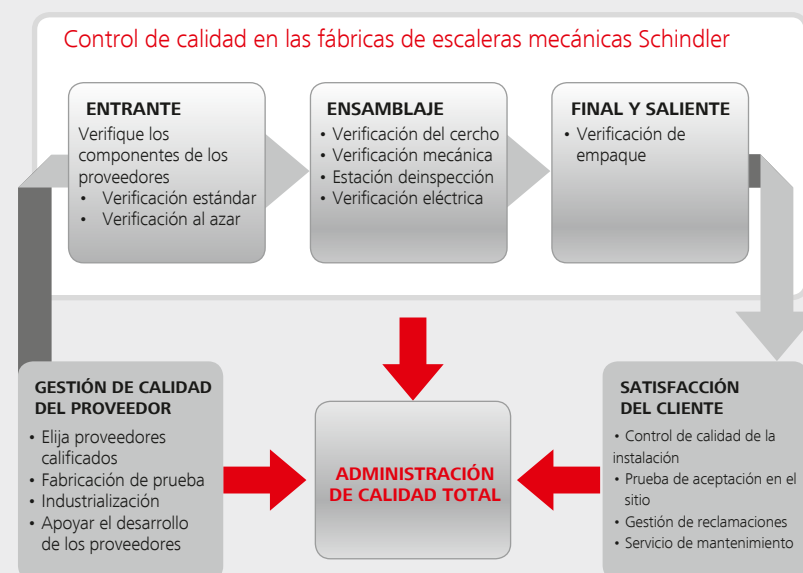 Control de calidad en las fábricas de escaleras mecánicas Schindler
ENTRANTE
Verifique los
componentes de los
proveedores
• Verificación estándar
• Verificación al azar
ENSAMBLAJE
• Verificación del cercho
• Verificación mecánica
• Estación deinspección
• Verificación eléctrica
FINAL Y SALIENTE
• Verificación de
empaque
GESTIÓN DE CALIDAD
DEL PROVEEDOR
• Elija proveedores
calificados
• Fabricación de prueba
• Industrialización
• Apoyar el desarrollo
de los proveedores
ADMINISTRACIÓN
DE CALIDAD TOTAL
SATISFACCIÓN
DEL CLIENTE
• Control de calidad de la
instalación
• Prueba de aceptación en el
sitio
• Gestión de reclamaciones
• Servicio de mantenimiento